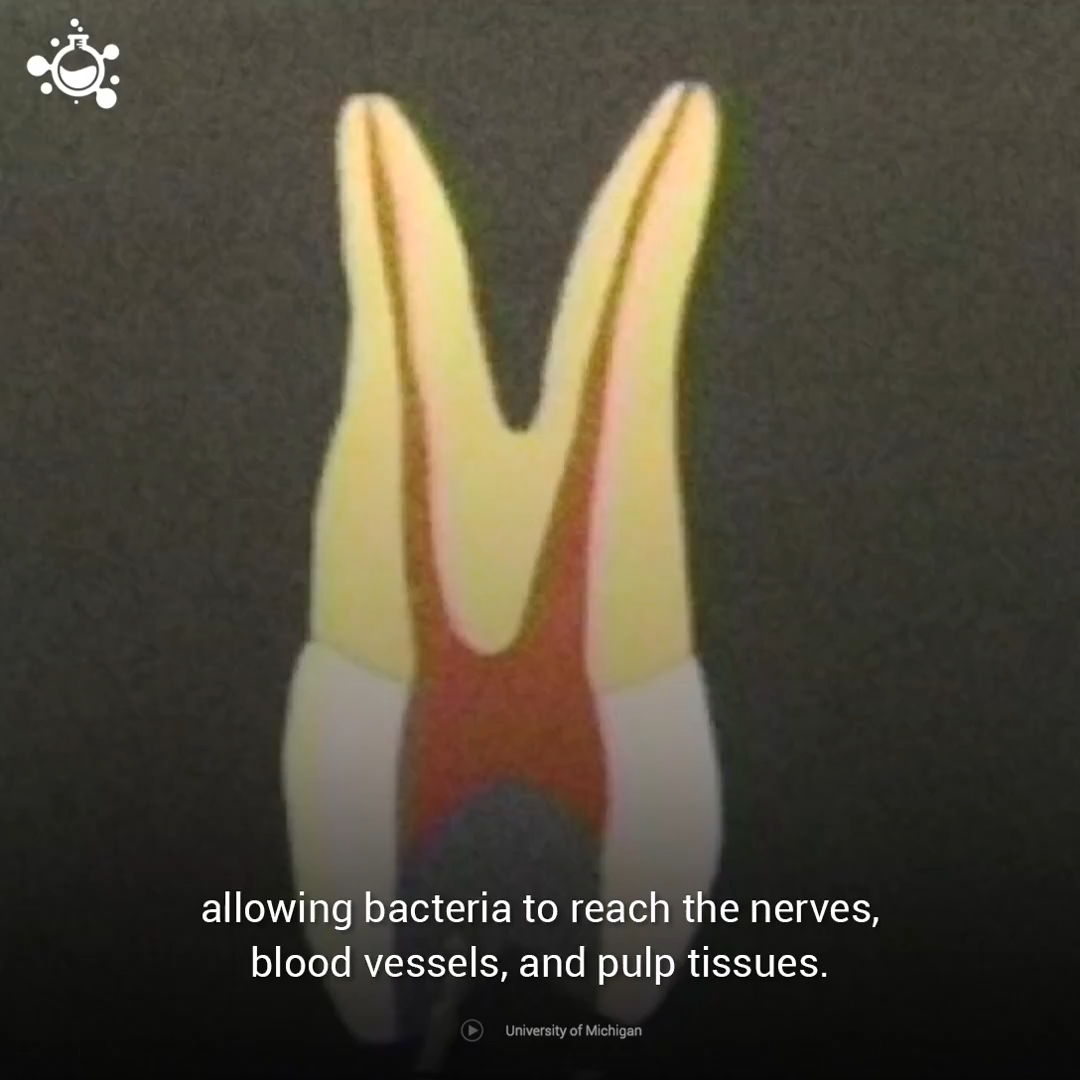 allowing bacteria to reach the nerves,
blood vessels, and pulp tissues.
University of Michigan